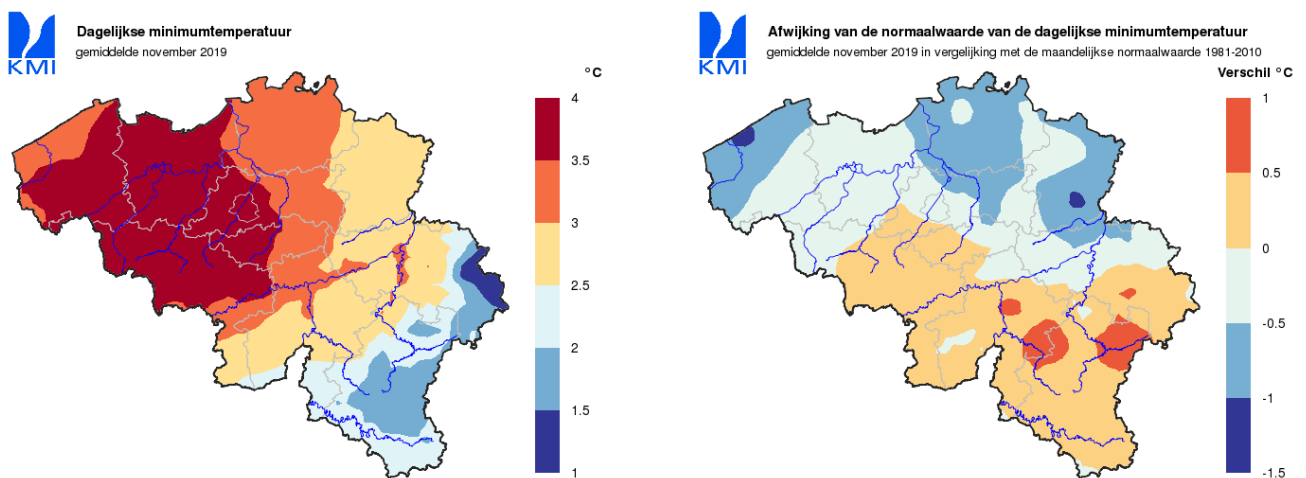 KMI
Dagelijkse minimumtemperatuur
gemiddelde november 2019
°C
4
3.5
3
2.5
2
1.5
1
KMI
Afwijking van de normaalwaarde van de dagelijkse minimumtemperatuur
gemiddelde november 2019 in vergelijking met de maandelijkse normaalwaarde 1981-2010
Verschil °C
1
0.5
0
-0.5
-1
-1.5